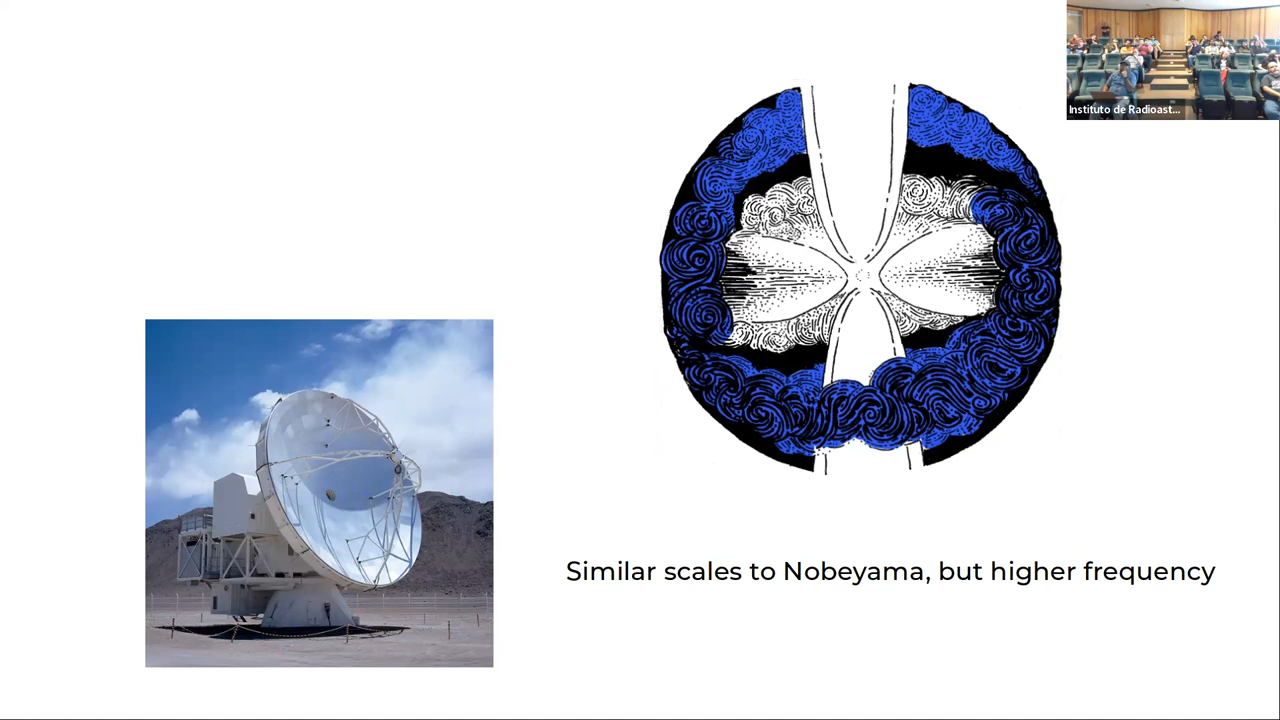 Instituto de Radioast...
Similar scales to Nobeyama, but higher frequency